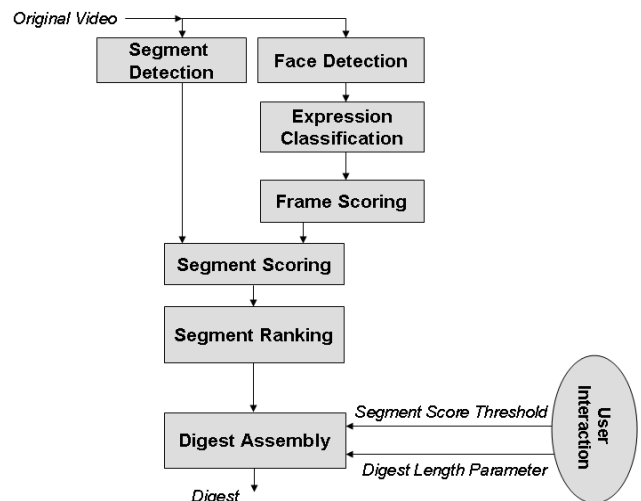 Original Video
Segment
Detection
Face Detection
Expression
Classification
Frame Scoring
Segment Scoring
Segment Ranking
Digest Assembly
Segment Score Threshold
Digest Length Parameter
User
Interaction
Digest